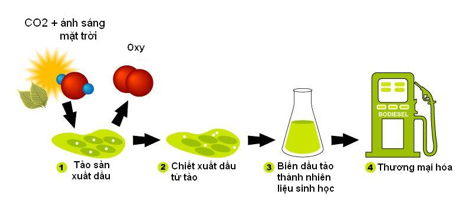 CO2 + ánh sáng
mặt trời
Oxy
1 Tảo sản
xuất dầu
2 Chiết xuất dầu
từ tảo
3 Biến dầu tảo
thành nhiên
liệu sinh học
BIODIESEL
4 Thương mại hóa